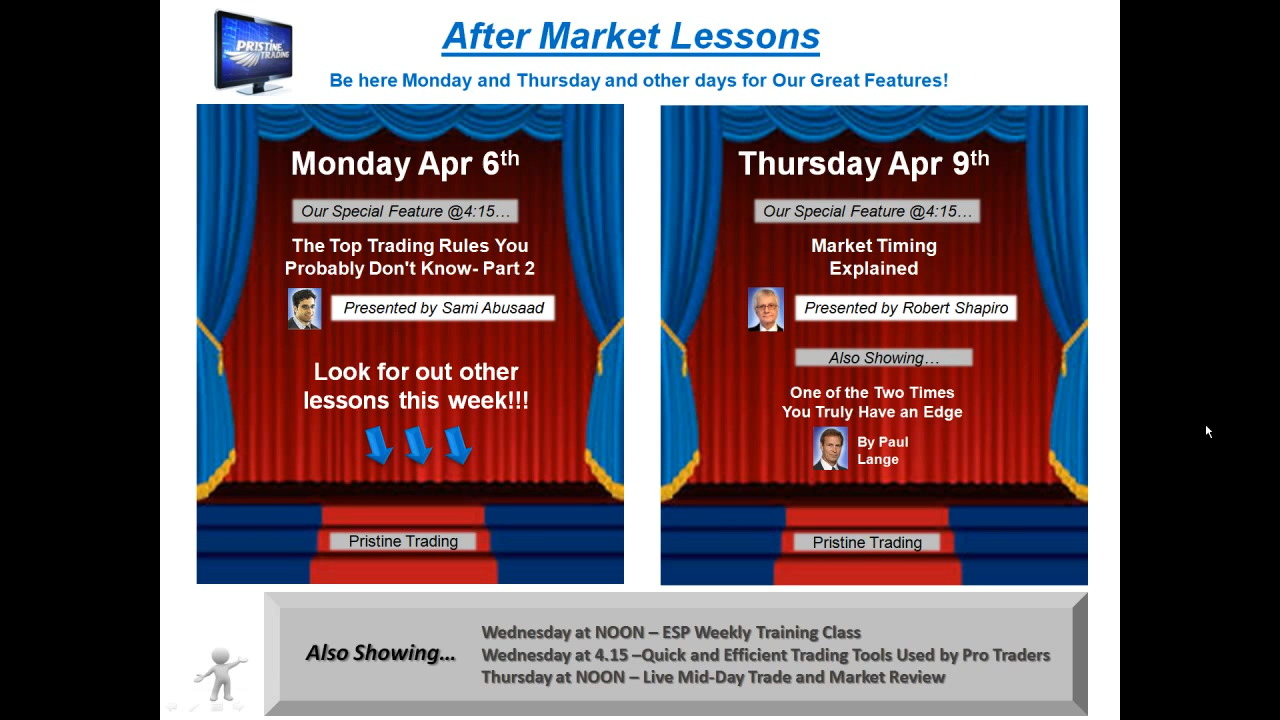 PRISTINE
TRADING
After Market Lessons
Be here Monday and Thursday and other days for Our Great Features!
Monday Apr 6th
Our Special Feature @4:15…
The Top Trading Rules You
Probably Don't Know- Part 2
Presented by Sami Abusaad
Look for out other
lessons this week!!!
Pristine Trading
Thursday Apr 9th
Our Special Feature @4:15…
Market Timing
Explained
Presented by Robert Shapiro
Also Showing…
One of the Two Times
You Truly Have an Edge
By Paul
Lange
Pristine Trading
Also Showing…
Wednesday at NOON – ESP Weekly Training Class
Wednesday at 4.15 –Quick and Efficient Trading Tools Used by Pro Traders
Thursday at NOON – Live Mid-Day Trade and Market Review